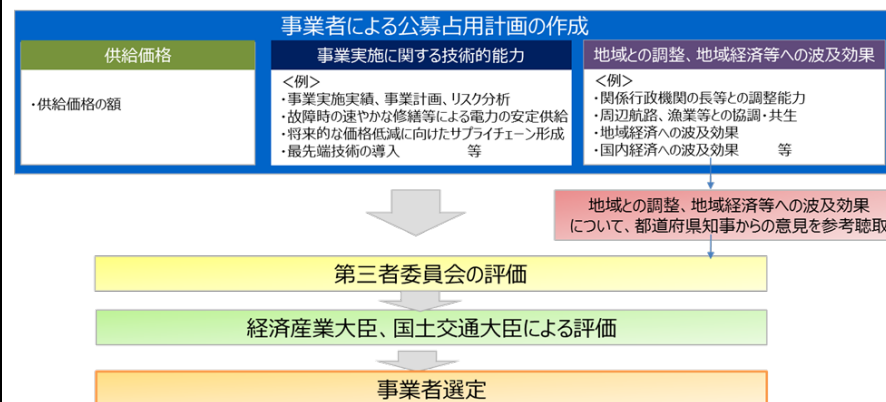 事業者による公募占用計画の作成
供給価格
・供給価格の額
事業実施に関する技術的能力
＜例＞
・事業実施実績、事業計画、リスク分析
・故障時の速やかな修繕等による電力の安定供給
・将来的な価格低減に向けたサプライチェーン形成
・最先端技術の導入　　　等
地域との調整、地域経済等への波及効果
＜例＞
・関係行政機関の長等との調整能力
・周辺航路、漁業等との協調・共生
・地域経済への波及効果
・国内経済への波及効果　　　等
地域との調整、地域経済等への波及効果
について、都道府県知事からの意見を参考聴取
第三者委員会の評価
経済産業大臣、国土交通大臣による評価
事業者選定